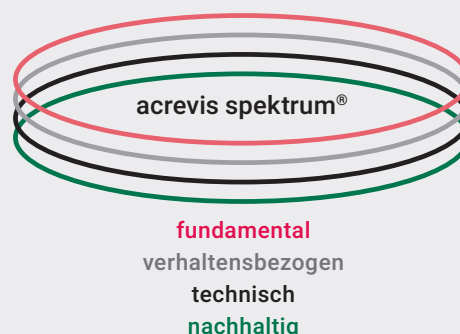 acrevis spektrum®
fundamental
verhaltensbezogen
technisch
nachhaltig